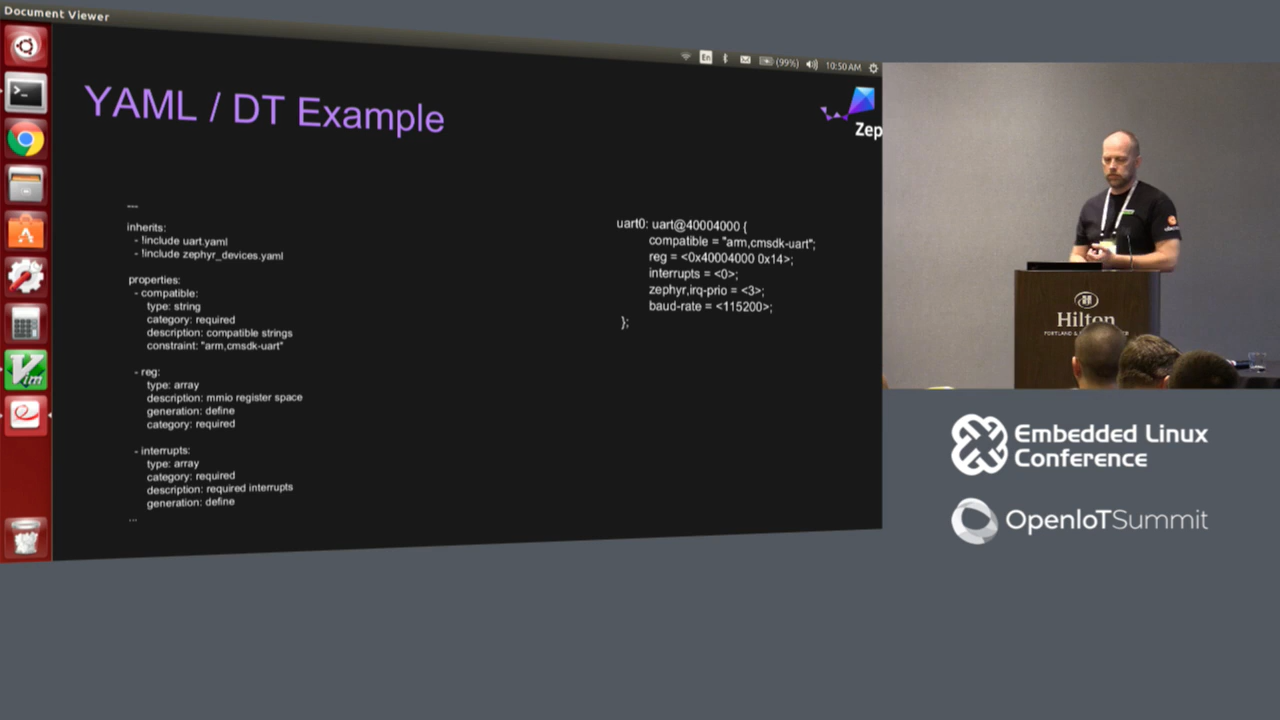 Document Viewer
En
(99%)
10:50 AM
YAML / DT Example
Zep
---
inherits:
- !include uart.yaml
- !include zephyr_devices.yaml
properties:
- compatible:
type: string
category: required
description: compatible strings
constraint: "arm,cmsdk-uart"
- reg:
type: array
description: mmio register space
generation: define
category: required
- interrupts:
type: array
category: required
description: required interrupts
generation: define
...
uart0: uart@40004000 {
compatible = "arm,cmsdk-uart";
reg = <0x40004000 0x14>;
interrupts = <0>;
zephyr,irq-prio = <3>;
baud-rate = <115200>;
};
Vim
Hilton
Embedded Linux
Conference
OpenIoTSummit